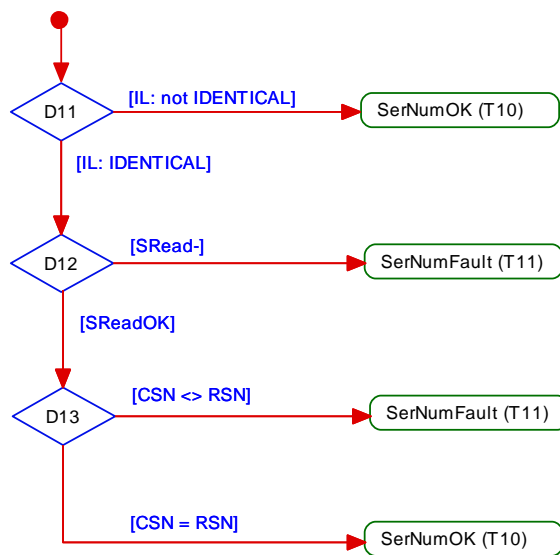 [IL: not IDENTICAL]
D11
SerNumOK (T10)
[IL: IDENTICAL]
[SRead-]
D12
SerNumFault (T11)
[SReadOK]
[CSN <> RSN]
D13
SerNumFault (T11)
[CSN = RSN]
SerNumOK (T10)